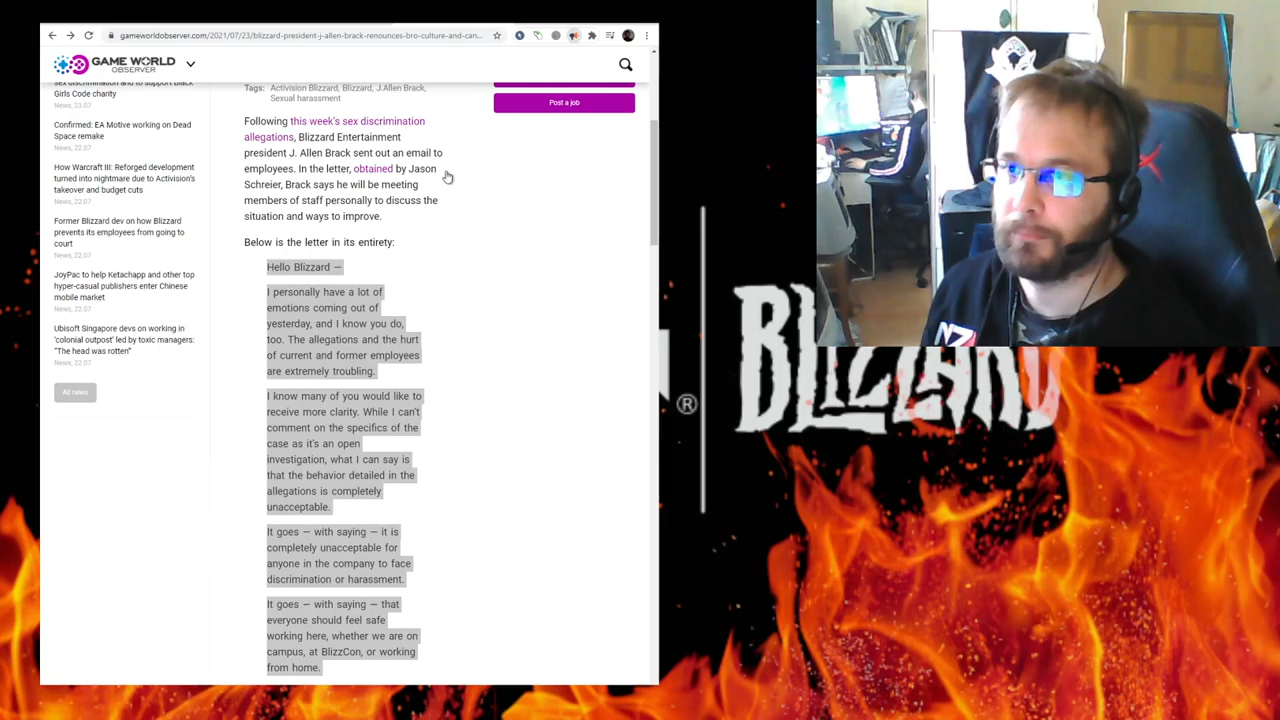 gameworldobserver.com/2021/07/23/blizzard-president-j-allen-brack-renounces-bro-culture-and-can...
GAME WORLD
OBSERVER
sex discrimination and to support Black
Girls Code charity
News, 23.07
Confirmed: EA Motive working on Dead
Space remake
News, 22.07
How Warcraft III: Reforged development
turned into nightmare due to Activision's
takeover and budget cuts
News, 22.07
Former Blizzard dev on how Blizzard
prevents its employees from going to
court
News, 22.07
JoyPac to help Ketachapp and other top
hyper-casual publishers enter Chinese
mobile market
News, 22.07
Ubisoft Singapore devs on working in
'colonial outpost' led by toxic managers:
"The head was rotten"
News, 22.07
All news
Tags: Activision Blizzard, Blizzard, J.Allen Brack,
Sexual harassment
Following this week's sex discrimination
allegations, Blizzard Entertainment
president J. Allen Brack sent out an email to
employees. In the letter, obtained by Jason
Schreier, Brack says he will be meeting
members of staff personally to discuss the
situation and ways to improve.
Below is the letter in its entirety:
Hello Blizzard —
I personally have a lot of
emotions coming out of
yesterday, and I know you do,
too. The allegations and the hurt
of current and former employees
are extremely troubling.
I know many of you would like to
receive more clarity. While I can't
comment on the specifics of the
case as it's an open
investigation, what I can say is
that the behavior detailed in the
allegations is completely
unacceptable.
It goes — with saying — it is
completely unacceptable for
anyone in the company to face
discrimination or harassment.
It goes — with saying — that
everyone should feel safe
working here, whether we are on
campus, at BlizzCon, or working
from home.
Post a job
®
BLIZZARD
N7